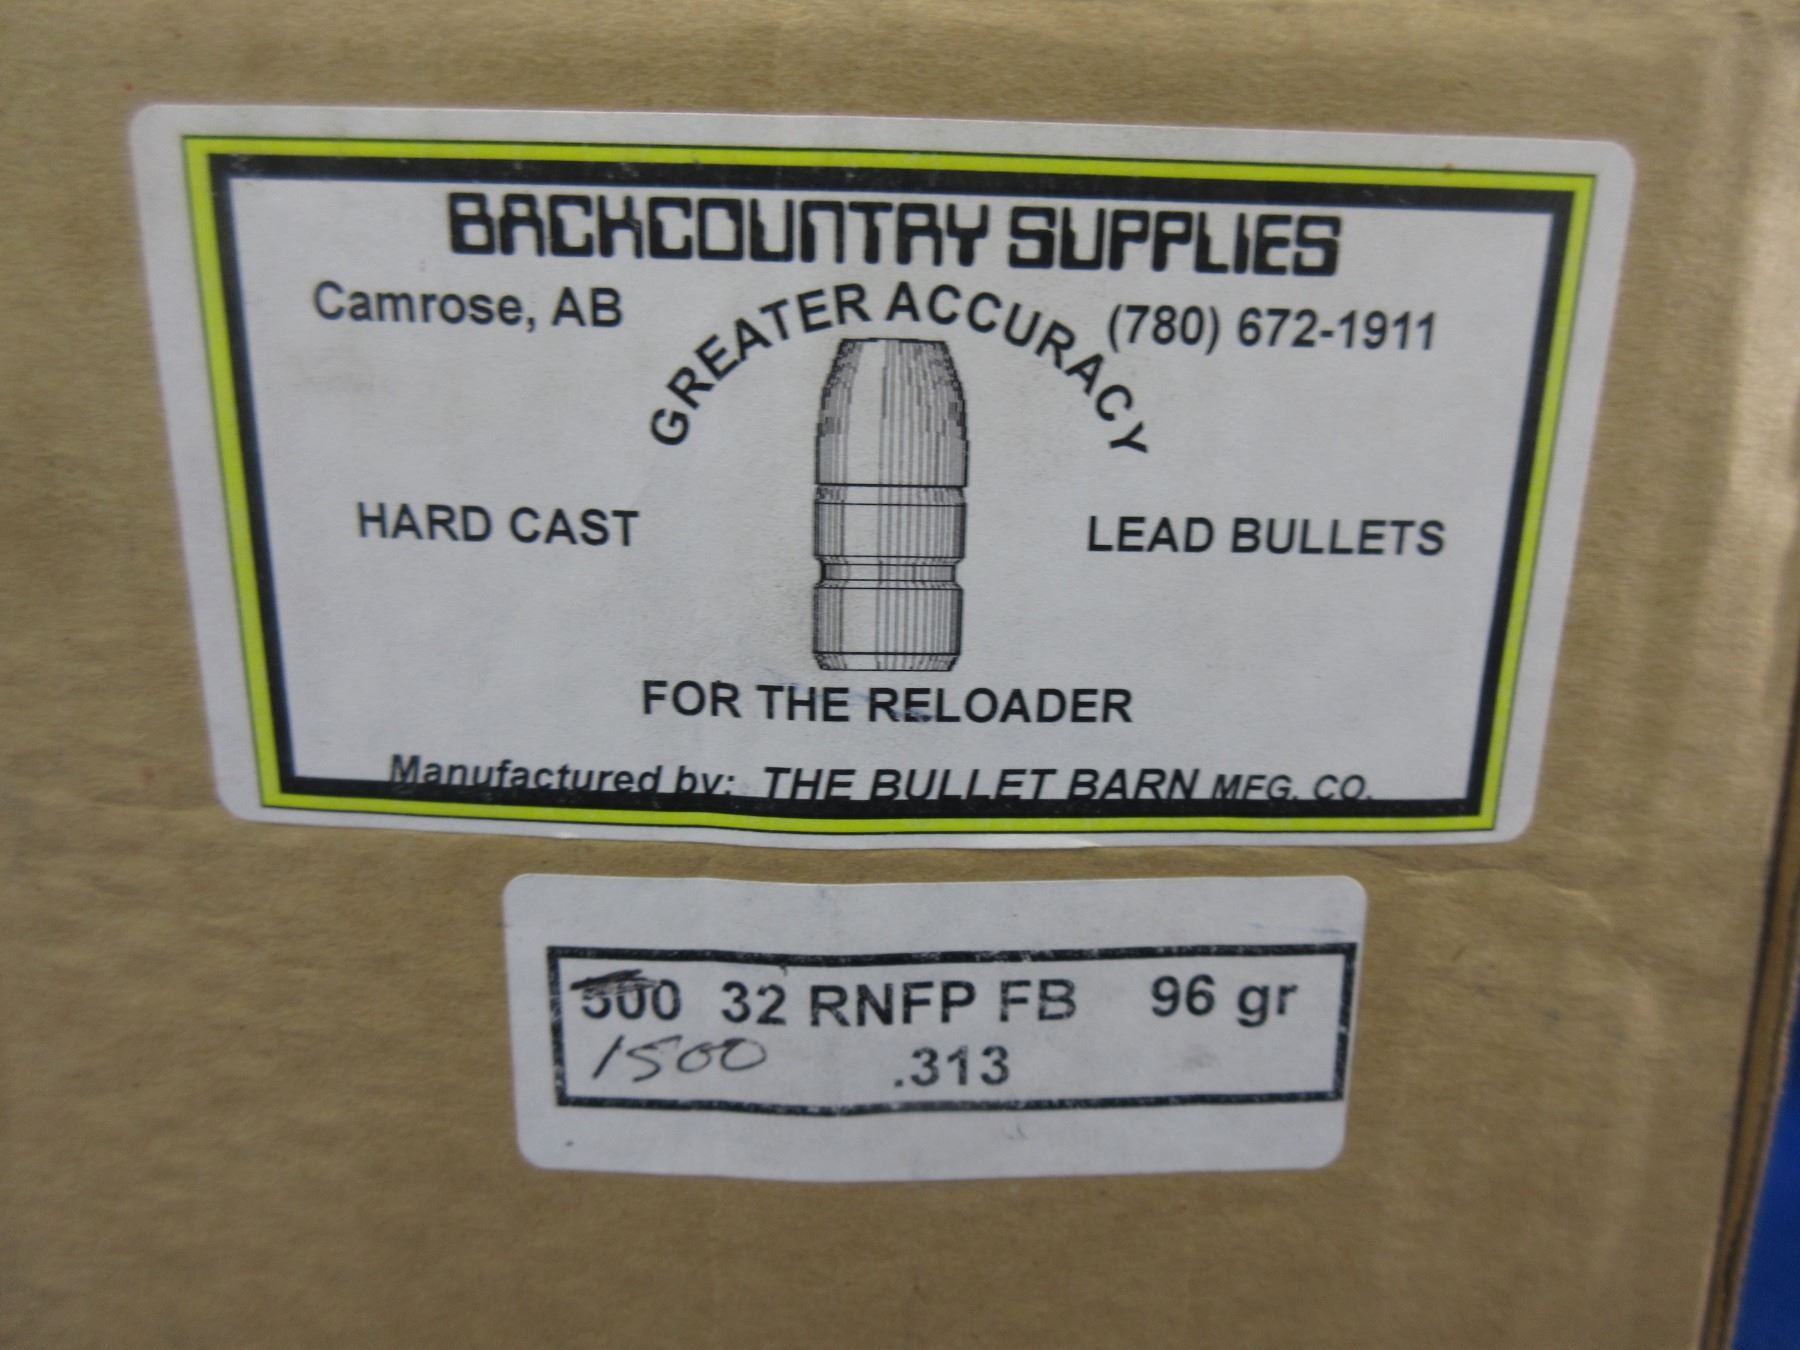 BACKCOUNTRY SUPPLIES
Camrose, AB
(780) 672-1911
GREATER ACCURACY
HARD CAST
LEAD BULLETS
FOR THE RELOADER
Manufactured by: THE BULLET BARN MFG. CO.
500 32 RNFP FB 96 gr
1500 .313